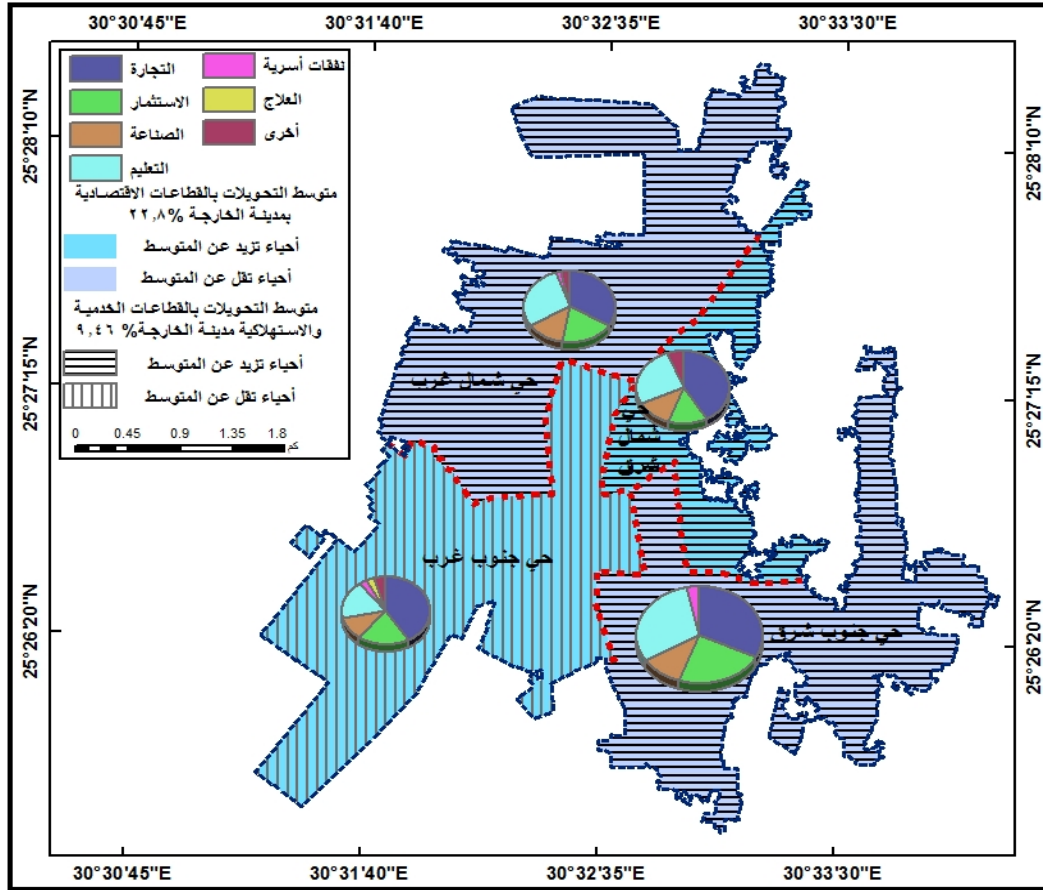 30°30'45"E 30°31'40"E 30°32'35"E 30°33'30"E
25°28'10"N
25°27'15"N
25°26'20"N
التجارة
نفقات أسرية
الاستثمار
العلاج
الصناعة
أخرى
التعليم
متوسط التحويلات بالقطاعات الاقتصادية
بمدينة الخارجة %٢٢,٨
أحياء تزيد عن المتوسط
أحياء تقل عن المتوسط
متوسط التحويلات بالقطاعات الخدمية
والاستهلاكية مدينة الخارجة% ٩,٤٦
أحياء تزيد عن المتوسط
أحياء تقل عن المتوسط
0 0.45 0.9 1.35 1.8
كم
حي شمال غرب
حي
شمال
شرق
حي جنوب غرب
حي جنوب شرق
25°28'10"N
25°27'15"N
25°26'20"N
30°30'45"E 30°31'40"E 30°32'35"E 30°33'30"E